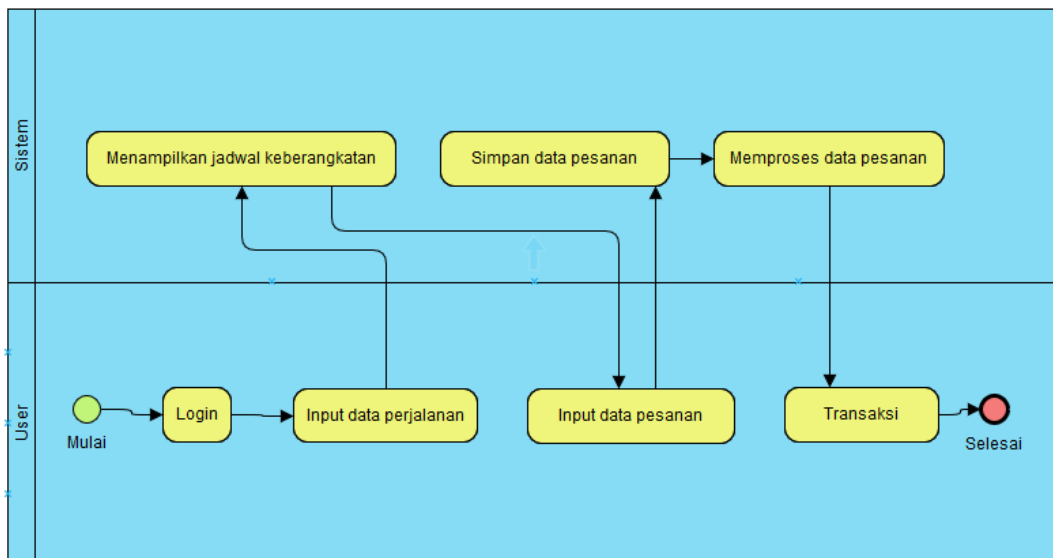 Sistem
Menampilkan jadwal keberangkatan
Simpan data pesanan
Memproses data pesanan
User
Mulai
Login
Input data perjalanan
Input data pesanan
Transaksi
Selesai